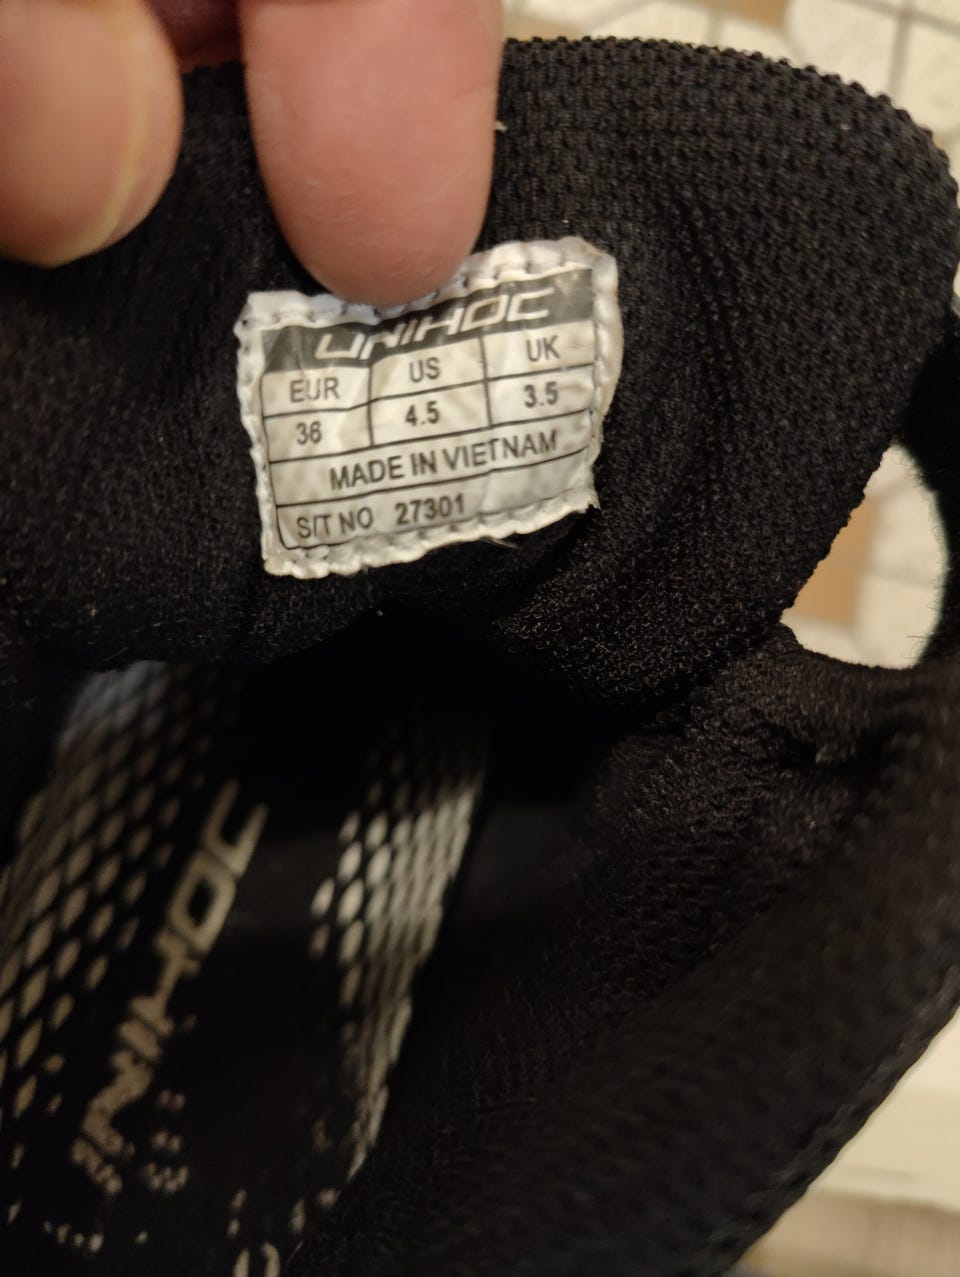 UNIHOC
EUR US UK
36 4.5 3.5
MADE IN VIETNAM
S/T NO 27301
UNIHOC